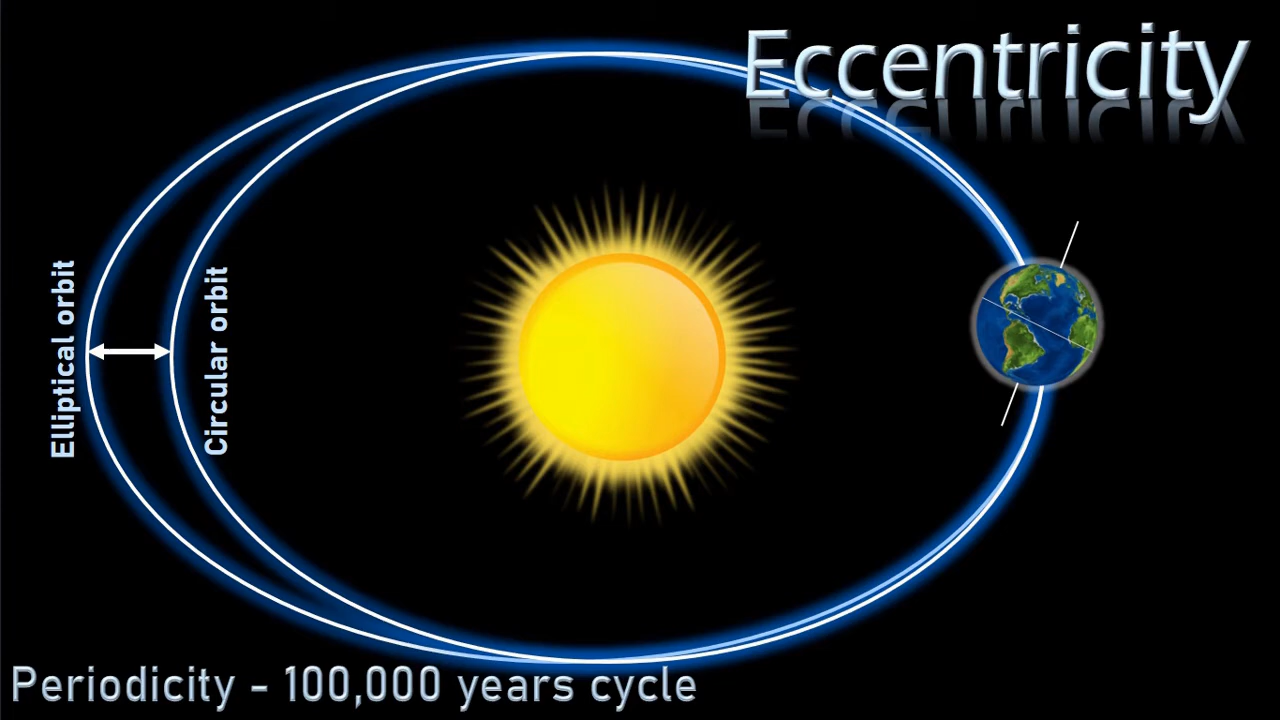 Eccentricity
Elliptical orbit
Circular orbit
Periodicity - 100,000 years cycle